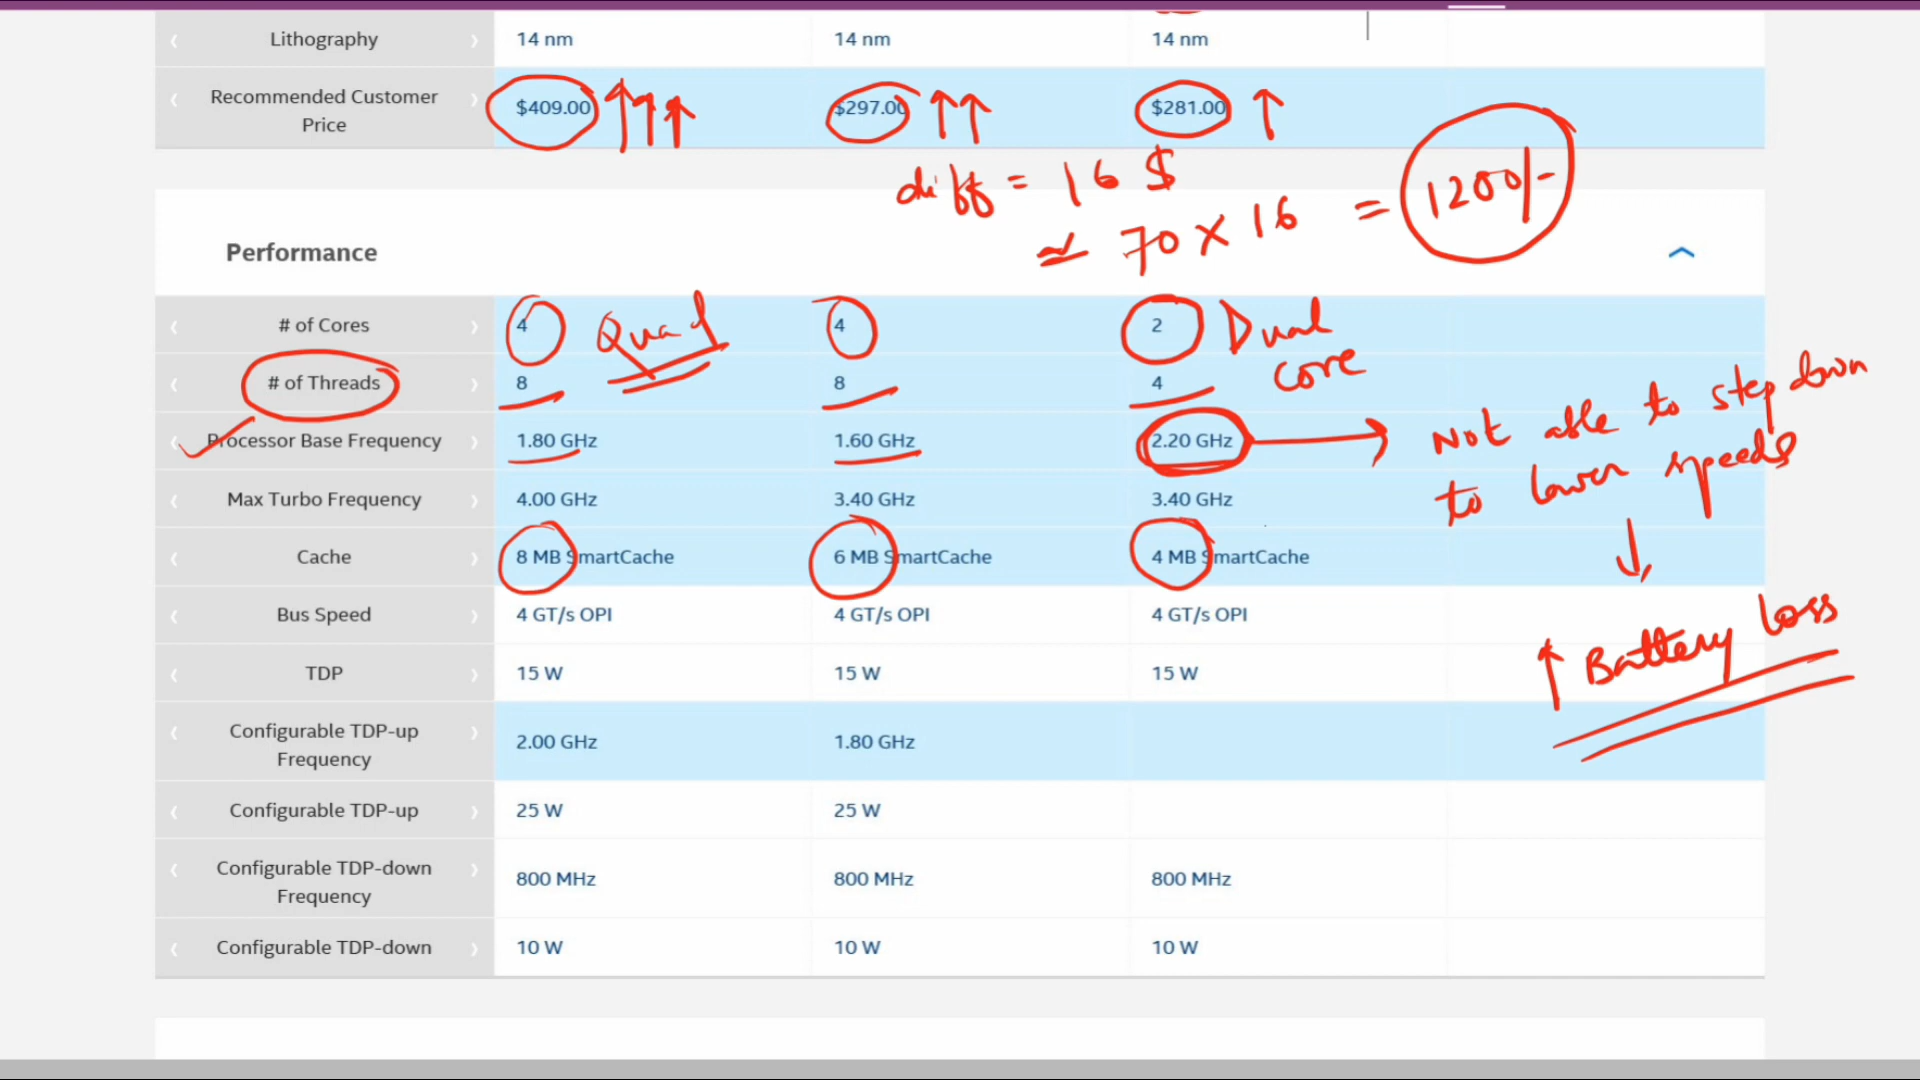 Lithography 14 nm 14 nm 14 nm
Recommended Customer Price $409.00 $297.00 $281.00
diff = 16 $
≃ 70 x 16 = 1200/-
Performance
# of Cores 4 Quad 4 2 Dual core
# of Threads 8 8 4
Processor Base Frequency 1.80 GHz 1.60 GHz 2.20 GHz
Not able to step down
to lower speeds
Max Turbo Frequency 4.00 GHz 3.40 GHz 3.40 GHz
Cache 8 MB SmartCache 6 MB SmartCache 4 MB SmartCache
Bus Speed 4 GT/s OPI 4 GT/s OPI 4 GT/s OPI
↑ Battery loss
TDP 15 W 15 W 15 W
Configurable TDP-up Frequency 2.00 GHz 1.80 GHz
Configurable TDP-up 25 W 25 W
Configurable TDP-down Frequency 800 MHz 800 MHz 800 MHz
Configurable TDP-down 10 W 10 W 10 W